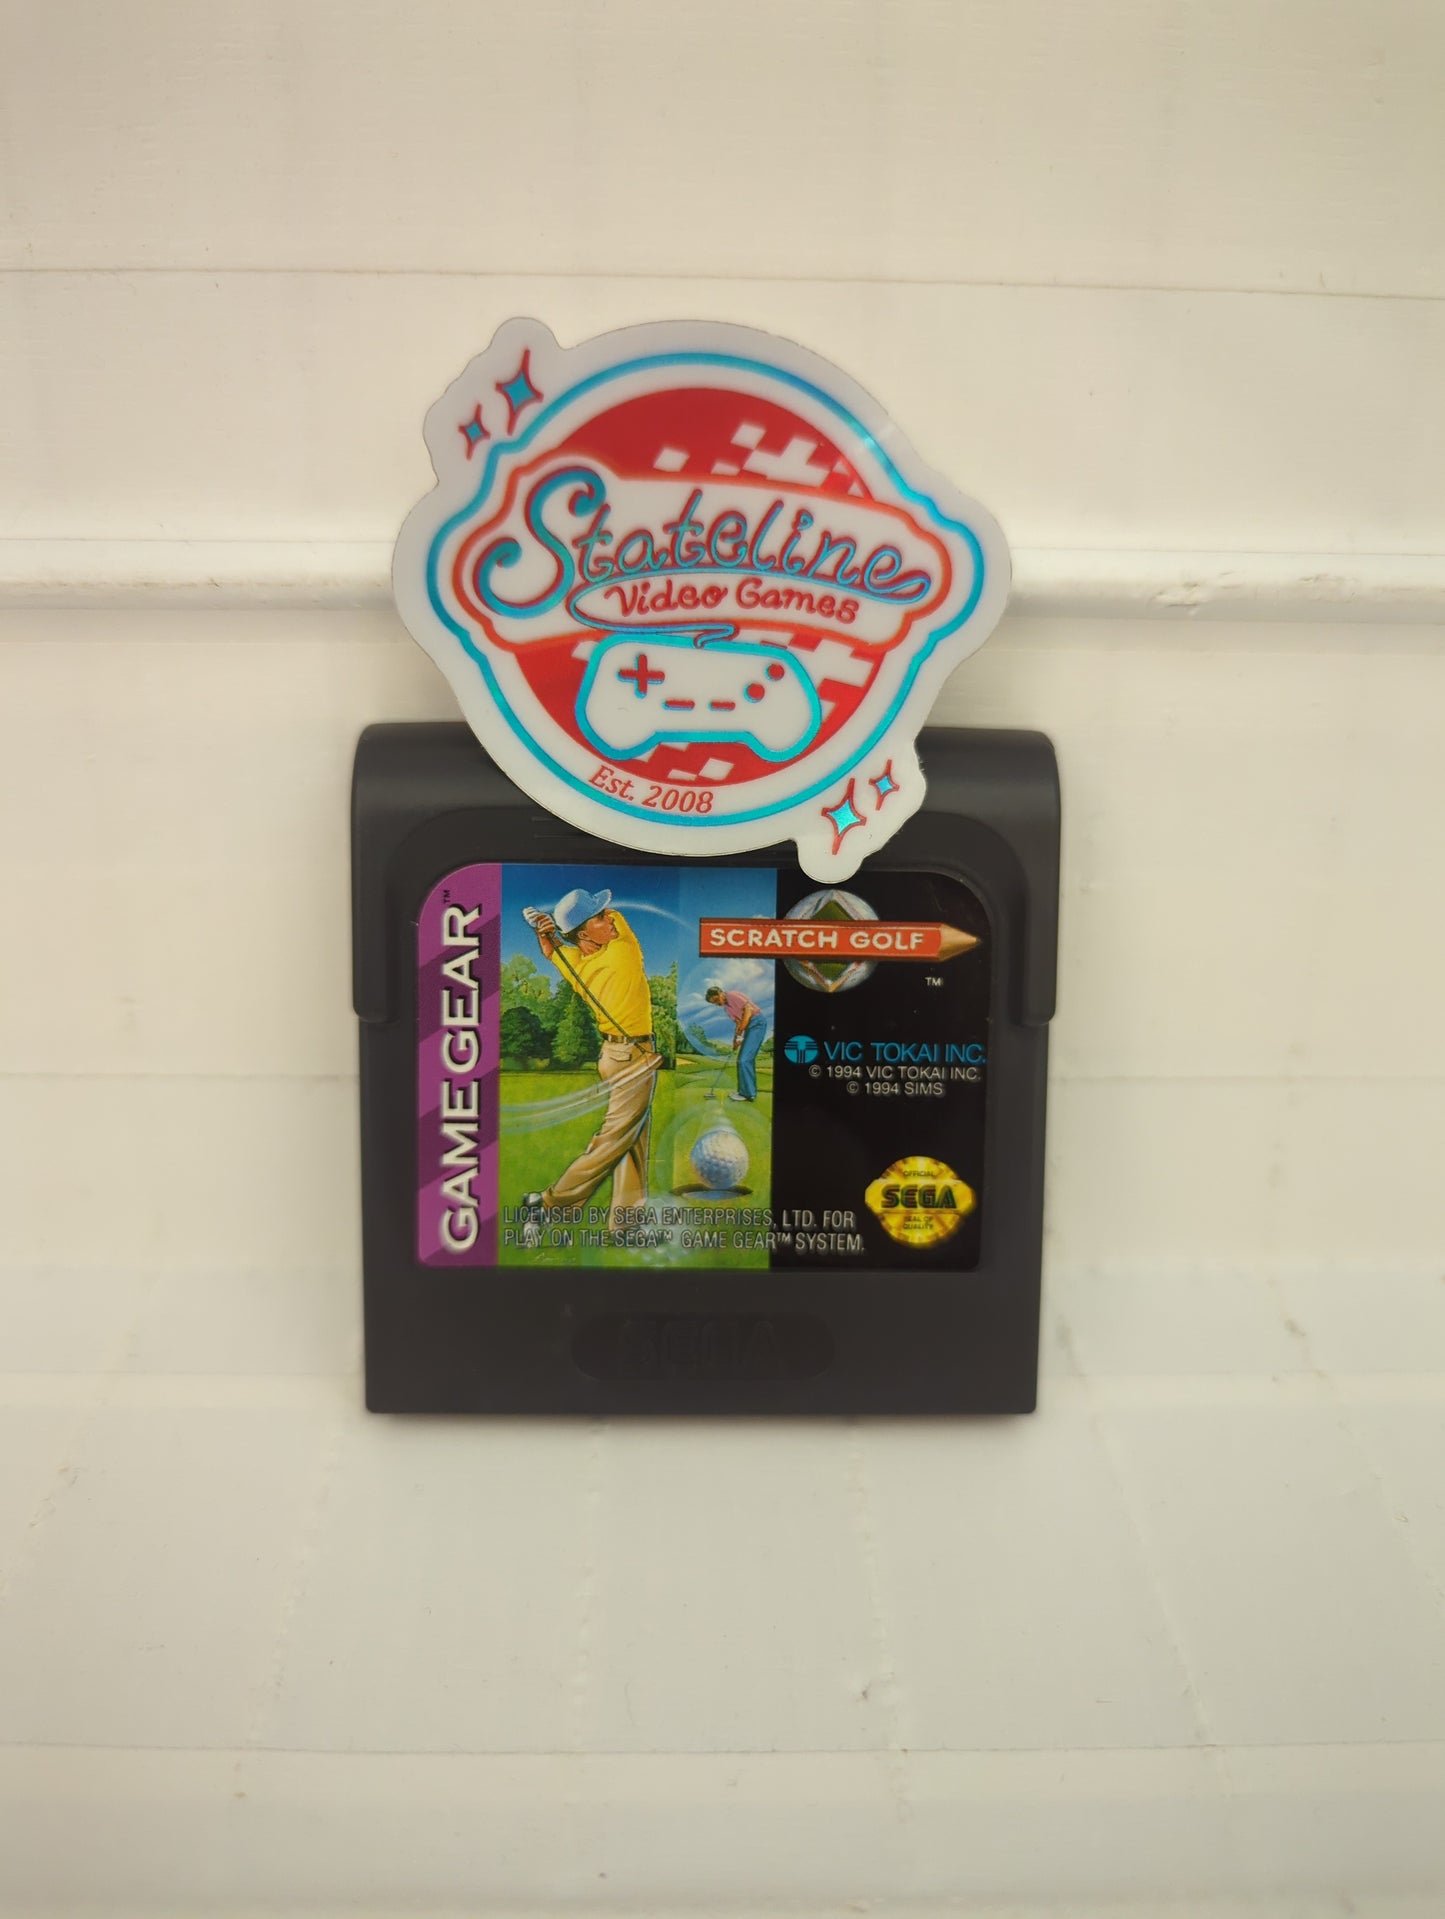 Stateline
Video Games
Est. 2008
GAME GEAR™
SCRATCH GOLF
™
VIC TOKAI INC.
© 1994 VIC TOKAI INC.
© 1994 SIMS
OFFICIAL
SEGA
SEAL OF
QUALITY
LICENSED BY SEGA ENTERPRISES, LTD. FOR
PLAY ON THE SEGA™ GAME GEAR™ SYSTEM.
SEGA